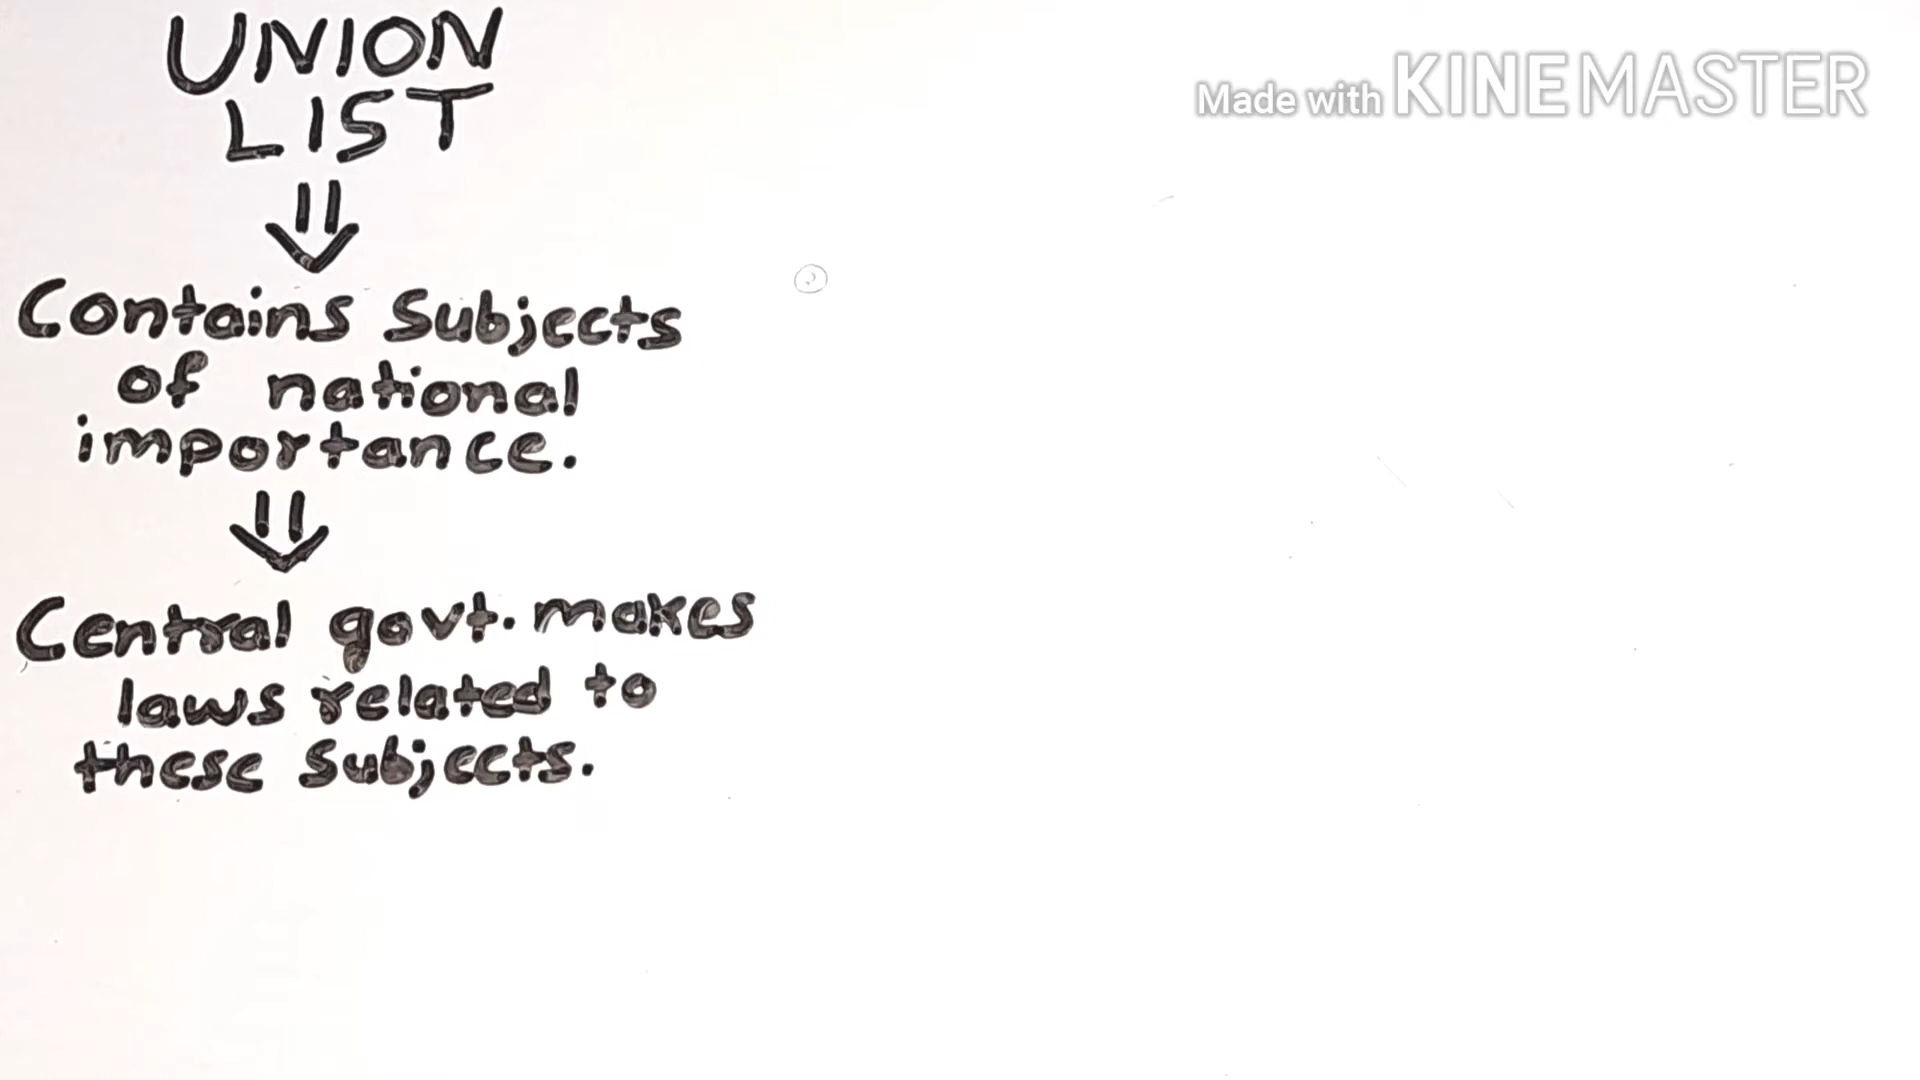 UNION
LIST
Contains Subjects
of national
importance.
Central govt. makes
laws related to
these subjects.
Made with KINEMASTER